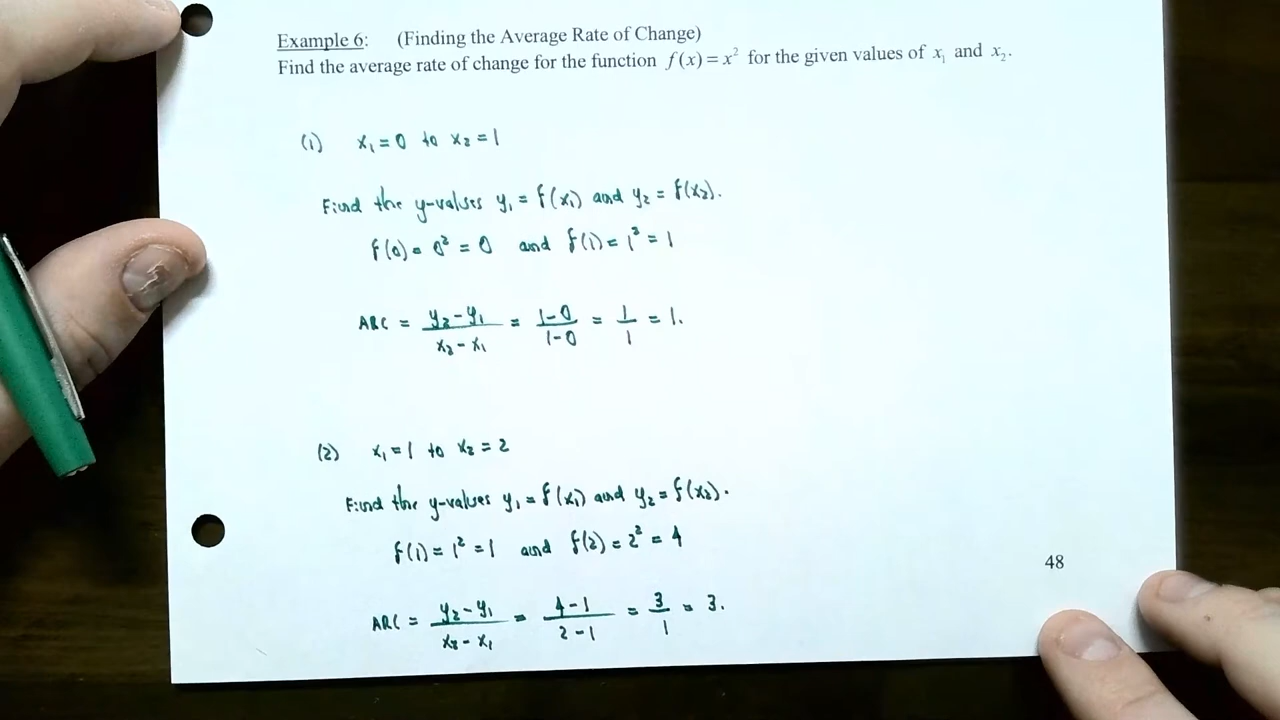 Example 6: (Finding the Average Rate of Change)
Find the average rate of change for the function f(x) = x² for the given values of x₁ and x₂.
(1) x₁ = 0 to x₂ = 1
Find the y-values y₁ = f(x₁) and y₂ = f(x₂).
f(0) = 0² = 0 and f(1) = 1² = 1
ARC = (y₂ - y₁)/(x₂ - x₁) = (1-0)/(1-0) = 1/1 = 1.
(2) x₁ = 1 to x₂ = 2
Find the y-values y₁ = f(x₁) and y₂ = f(x₂).
f(1) = 1² = 1 and f(2) = 2² = 4
48
ARC = (y₂ - y₁)/(x₂ - x₁) = (4-1)/(2-1) = 3/1 = 3.